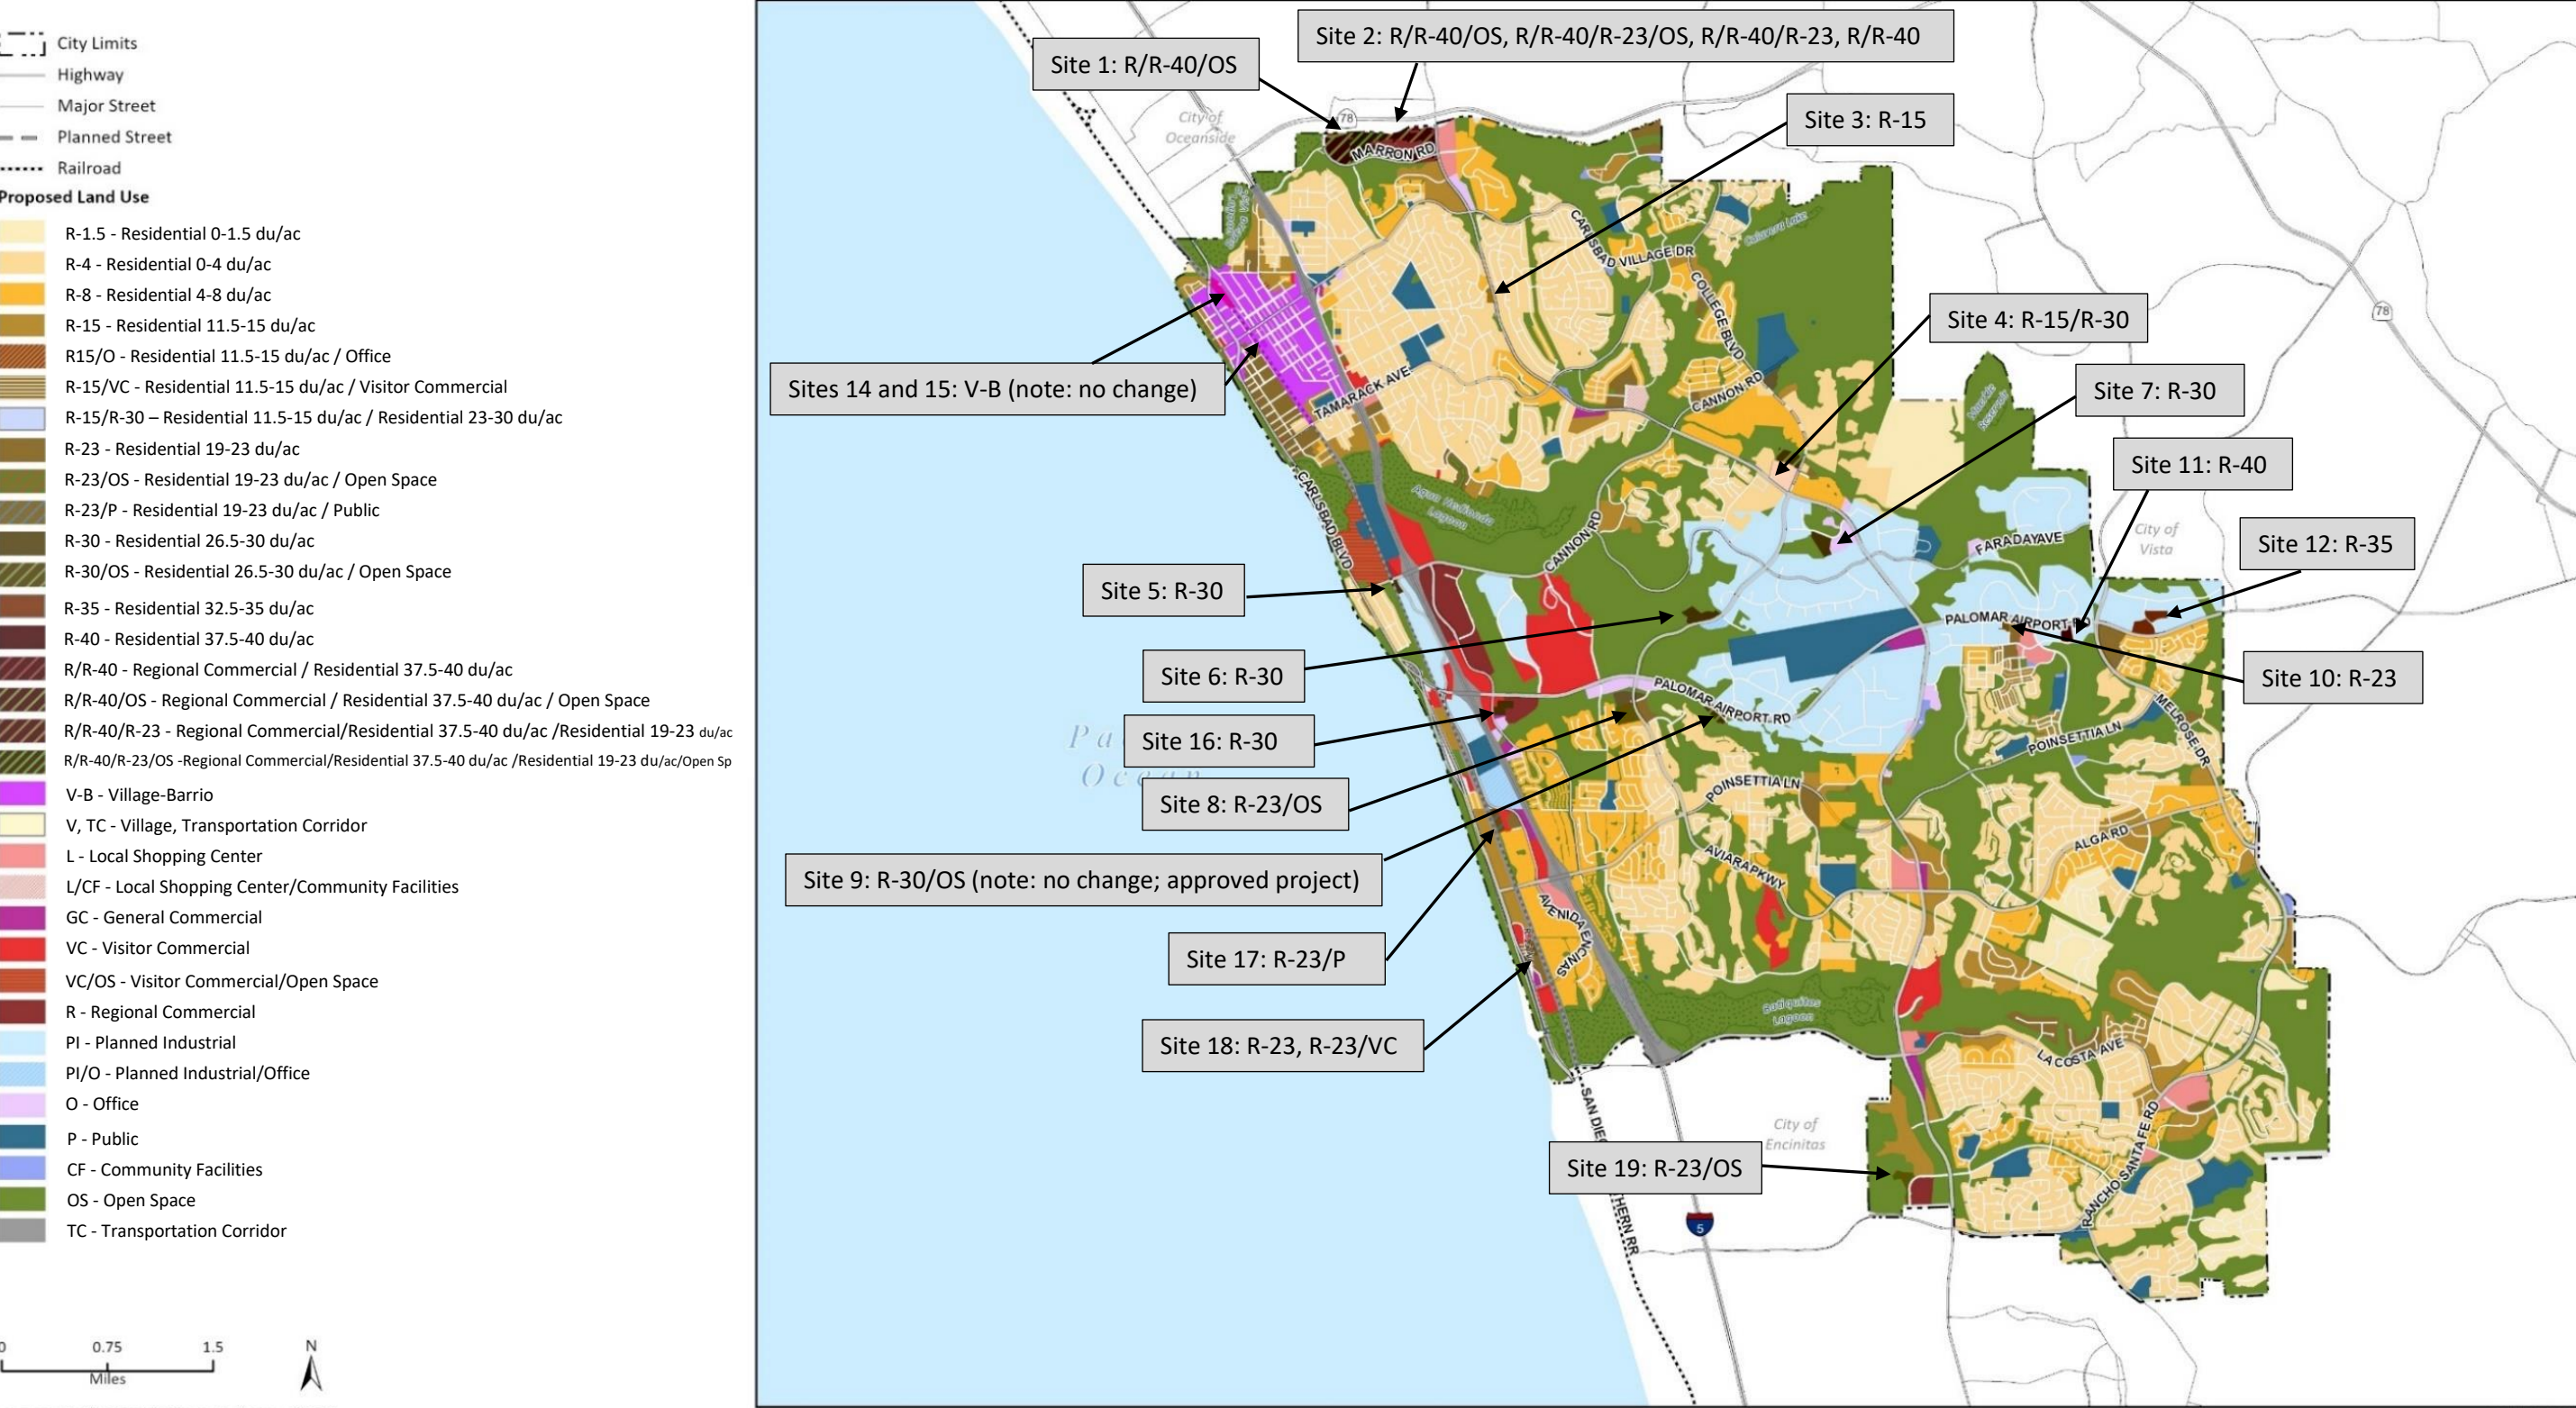 City Limits
Highway
Major Street
Planned Street
Railroad
Proposed Land Use
R-1.5 - Residential 0-1.5 du/ac
R-4 - Residential 0-4 du/ac
R-8 - Residential 4-8 du/ac
R-15 - Residential 11.5-15 du/ac
R15/O - Residential 11.5-15 du/ac / Office
R-15/VC - Residential 11.5-15 du/ac / Visitor Commercial
R-15/R-30 – Residential 11.5-15 du/ac / Residential 23-30 du/ac
R-23 - Residential 19-23 du/ac
R-23/OS - Residential 19-23 du/ac / Open Space
R-23/P - Residential 19-23 du/ac / Public
R-30 - Residential 26.5-30 du/ac
R-30/OS - Residential 26.5-30 du/ac / Open Space
R-35 - Residential 32.5-35 du/ac
R-40 - Residential 37.5-40 du/ac
R/R-40 - Regional Commercial / Residential 37.5-40 du/ac
R/R-40/OS - Regional Commercial / Residential 37.5-40 du/ac / Open Space
R/R-40/R-23 - Regional Commercial/Residential 37.5-40 du/ac /Residential 19-23 du/ac
R/R-40/R-23/OS -Regional Commercial/Residential 37.5-40 du/ac /Residential 19-23 du/ac/Open Sp
V-B - Village-Barrio
V, TC - Village, Transportation Corridor
L - Local Shopping Center
L/CF - Local Shopping Center/Community Facilities
GC - General Commercial
VC - Visitor Commercial
VC/OS - Visitor Commercial/Open Space
R - Regional Commercial
PI - Planned Industrial
PI/O - Planned Industrial/Office
O - Office
P - Public
CF - Community Facilities
OS - Open Space
TC - Transportation Corridor
0 0.75 1.5
Miles
N
Site 1: R/R-40/OS
Site 2: R/R-40/OS, R/R-40/R-23/OS, R/R-40/R-23, R/R-40
Site 3: R-15
City of
Oceanside
78
MARRON RD
CARLSBAD VILLAGE DR
Calavera Lake
COLLEGE BLVD
Site 4: R-15/R-30
78
Sites 14 and 15: V-B (note: no change)
TAMARACK AVE
CANNON RD
Site 7: R-30
Site 11: R-40
CARLSBAD BLVD
Agua Hedionda
Lagoon
CANNON RD
FARADAY AVE
City of
Vista
Site 12: R-35
Site 5: R-30
PALOMAR AIRPORT RD
Site 6: R-30
Site 10: R-23
PALOMAR AIRPORT RD
MELROSE DR
Site 16: R-30
POINSETTIA LN
Ocean
Site 8: R-23/OS
POINSETTIA LN
ALGA RD
Site 9: R-30/OS (note: no change; approved project)
AVIARA PKWY
AVENIDA ENCINAS
Site 17: R-23/P
Batiquitos
Lagoon
Site 18: R-23, R-23/VC
LA COSTA AVE
City of
Encinitas
Site 19: R-23/OS
RANCHO SANTA FE RD
5